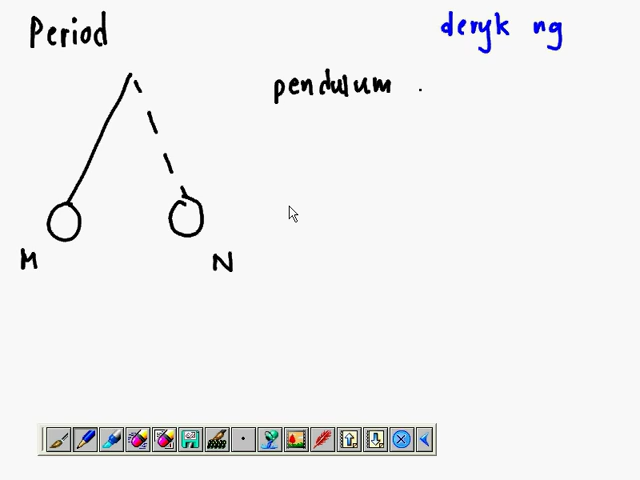 Period
deryk ng
pendulum .
M
N